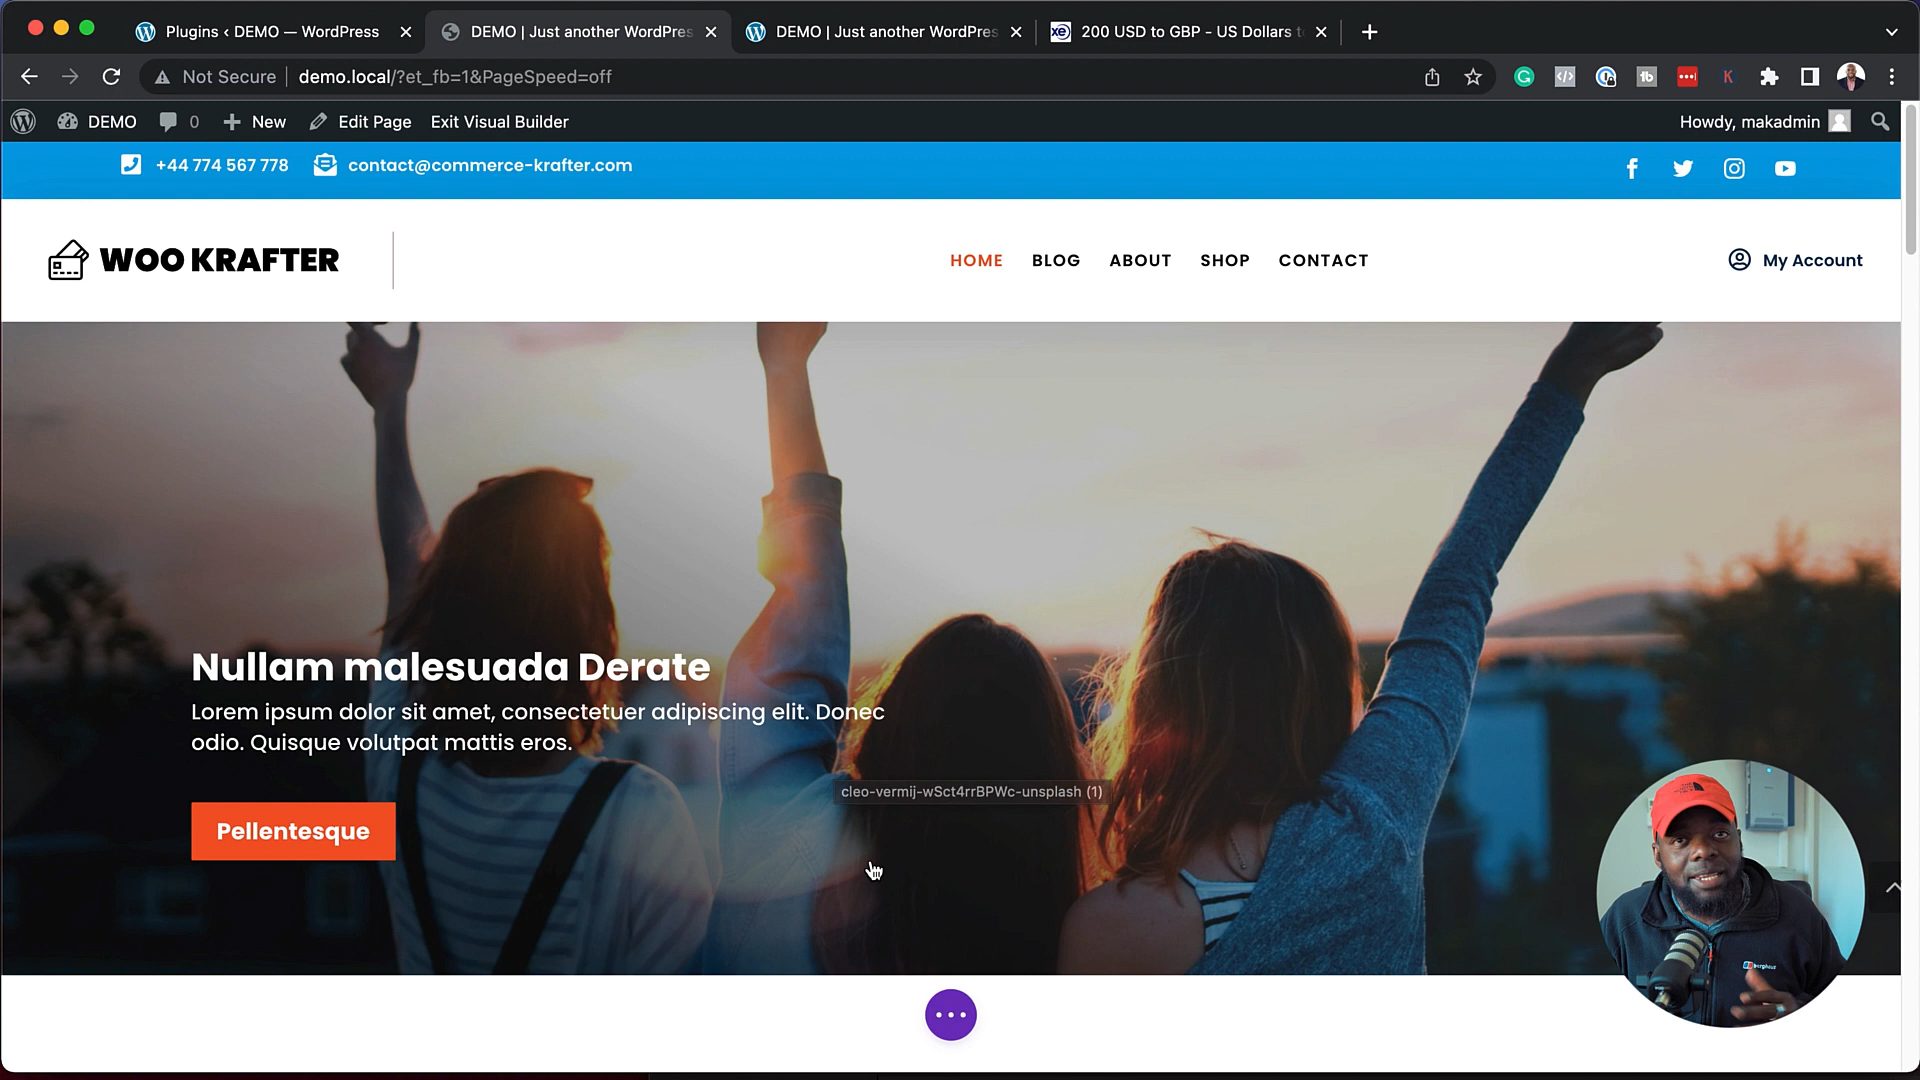 Plugins ‹ DEMO — WordPress
DEMO | Just another WordPres
DEMO | Just another WordPres
xe
200 USD to GBP - US Dollars t
Not Secure
demo.local/?et_fb=1&PageSpeed=off
DEMO
0
New
Edit Page
Exit Visual Builder
Howdy, makadmin
+44 774 567 778
contact@commerce-krafter.com
WOO KRAFTER
HOME
BLOG
ABOUT
SHOP
CONTACT
My Account
Nullam malesuada Derate
Lorem ipsum dolor sit amet, consectetuer adipiscing elit. Donec
odio. Quisque volutpat mattis eros.
cleo-vermij-wSct4rrBPWc-unsplash (1)
Pellentesque